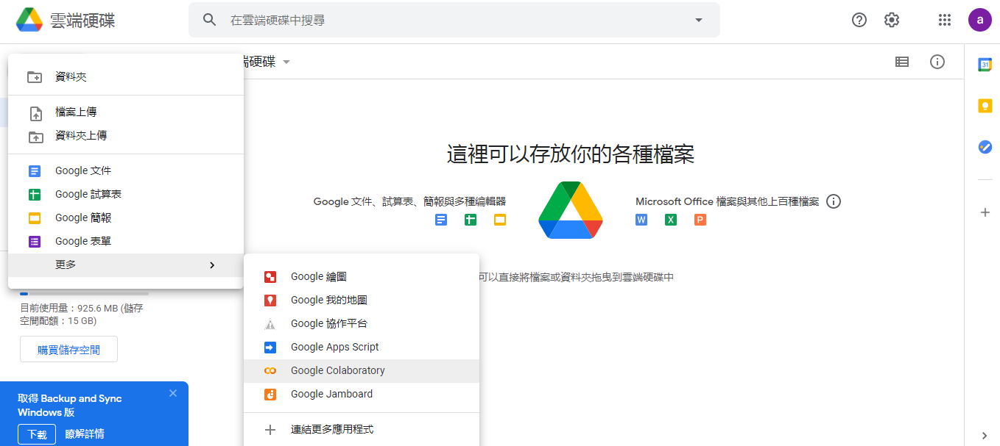 雲端硬碟
在雲端硬碟中搜尋
a
端硬碟
資料夾
檔案上傳
資料夾上傳
Google 文件
Google 試算表
Google 簡報
Google 表單
更多
Google 繪圖
Google 我的地圖
Google 協作平台
Google Apps Script
Google Colaboratory
Google Jamboard
連結更多應用程式
目前使用量：925.6 MB (儲存
空間配額：15 GB)
購買儲存空間
取得 Backup and Sync
Windows 版
下載 瞭解詳情
這裡可以存放你的各種檔案
Google 文件、試算表、簡報與多種編輯器
Microsoft Office 檔案與其他上百種檔案
W X P
可以直接將檔案或資料夾拖曳到雲端硬碟中
31